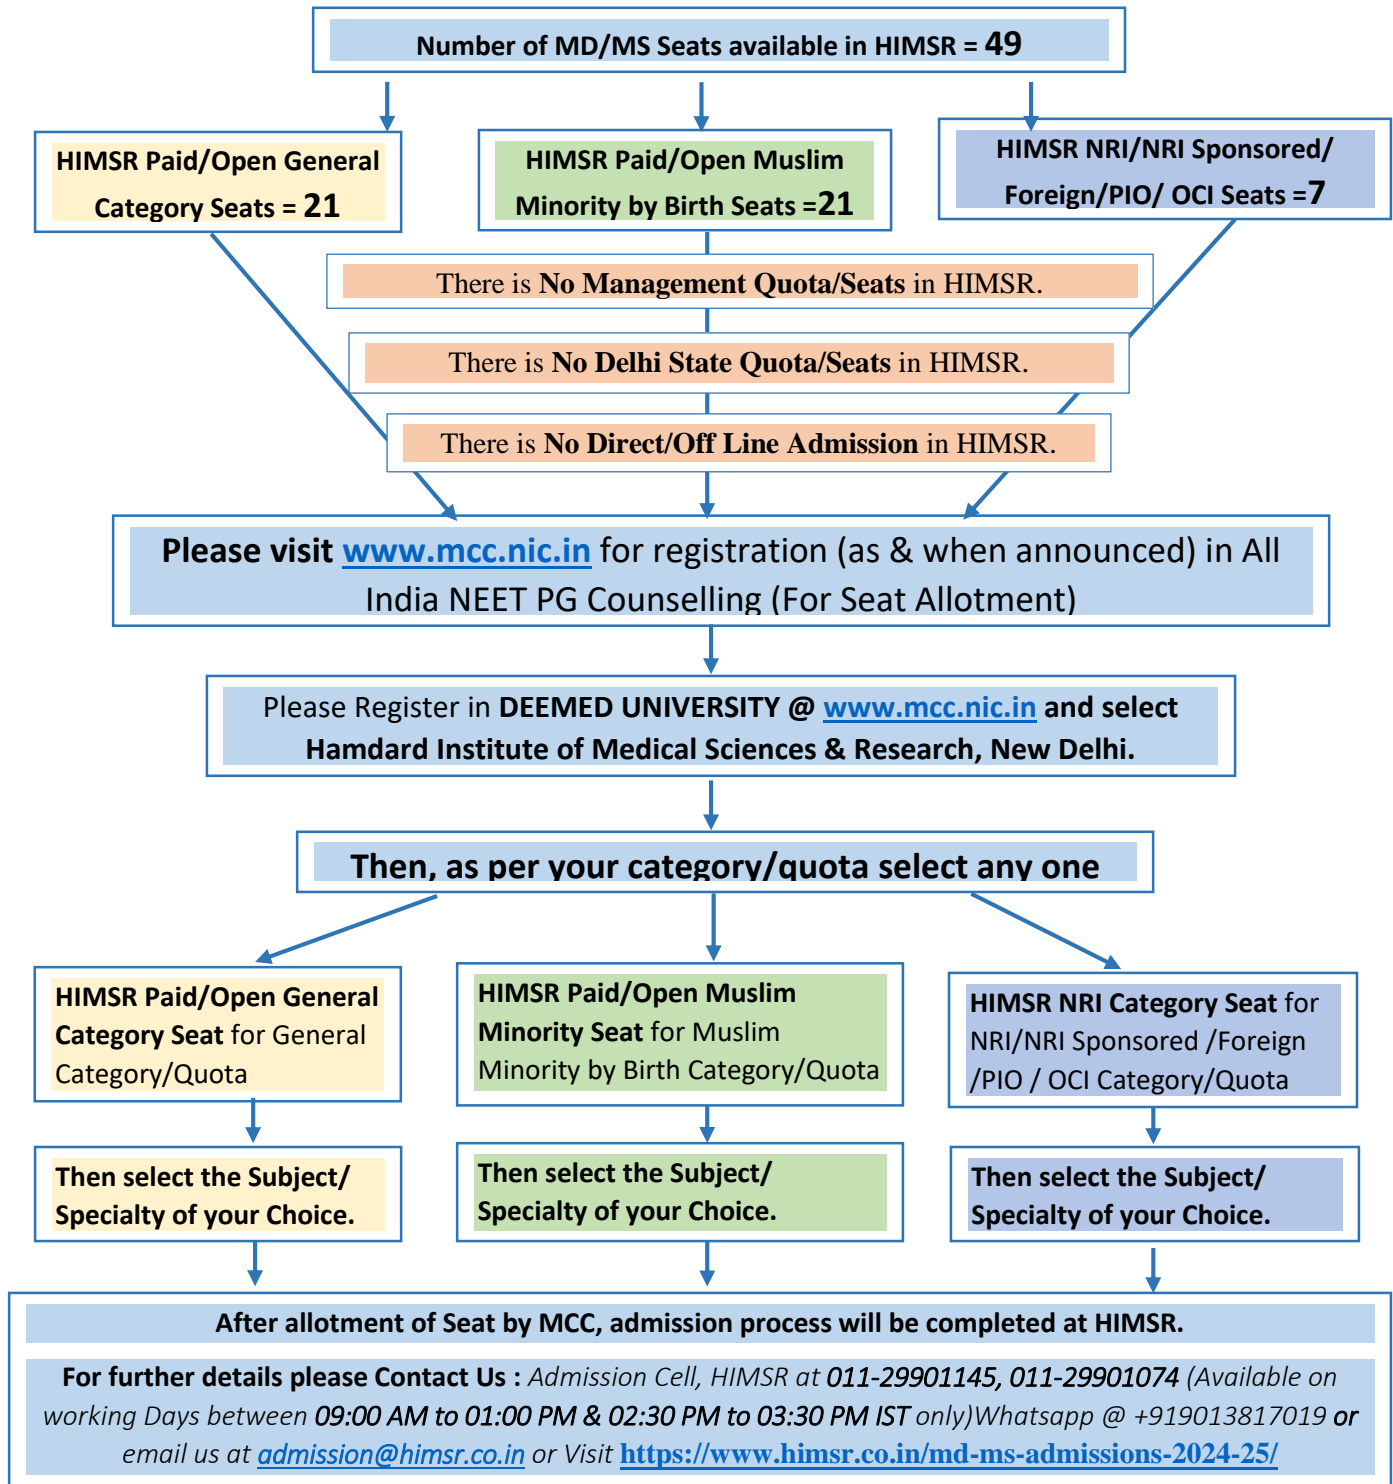 Number of MD/MS Seats available in HIMSR = 49
HIMSR Paid/Open General
Category Seats = 21
HIMSR Paid/Open Muslim
Minority by Birth Seats =21
HIMSR NRI/NRI Sponsored/
Foreign/PIO/ OCI Seats =7
There is No Management Quota/Seats in HIMSR.
There is No Delhi State Quota/Seats in HIMSR.
There is No Direct/Off Line Admission in HIMSR.
Please visit www.mcc.nic.in for registration (as & when announced) in All
India NEET PG Counselling (For Seat Allotment)
Please Register in DEEMED UNIVERSITY @ www.mcc.nic.in and select
Hamdard Institute of Medical Sciences & Research, New Delhi.
Then, as per your category/quota select any one
HIMSR Paid/Open General
Category Seat for General
Category/Quota
HIMSR Paid/Open Muslim
Minority Seat for Muslim
Minority by Birth Category/Quota
HIMSR NRI Category Seat for
NRI/NRI Sponsored /Foreign
/PIO / OCI Category/Quota
Then select the Subject/
Specialty of your Choice.
Then select the Subject/
Specialty of your Choice.
Then select the Subject/
Specialty of your Choice.
After allotment of Seat by MCC, admission process will be completed at HIMSR.
For further details please Contact Us : Admission Cell, HIMSR at 011-29901145, 011-29901074 (Available on
working Days between 09:00 AM to 01:00 PM & 02:30 PM to 03:30 PM IST only)Whatsapp @ +919013817019 or
email us at admission@himsr.co.in or Visit https://www.himsr.co.in/md-ms-admissions-2024-25/